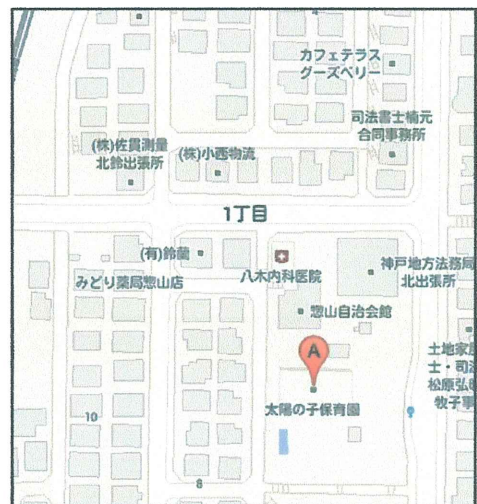 カフェテラス
グーズベリー
司法書士楠元
合同事務所
(株)佐貫測量
北鈴出張所
(株)小西物流
1丁目
(有)鈴蘭
みどり薬局惣山店
八木内科医院
神戸地方法務局
北出張所
惣山自治会館
A
土地家屋
士・司法
松原弘
牧子事
太陽の子保育園
10
8